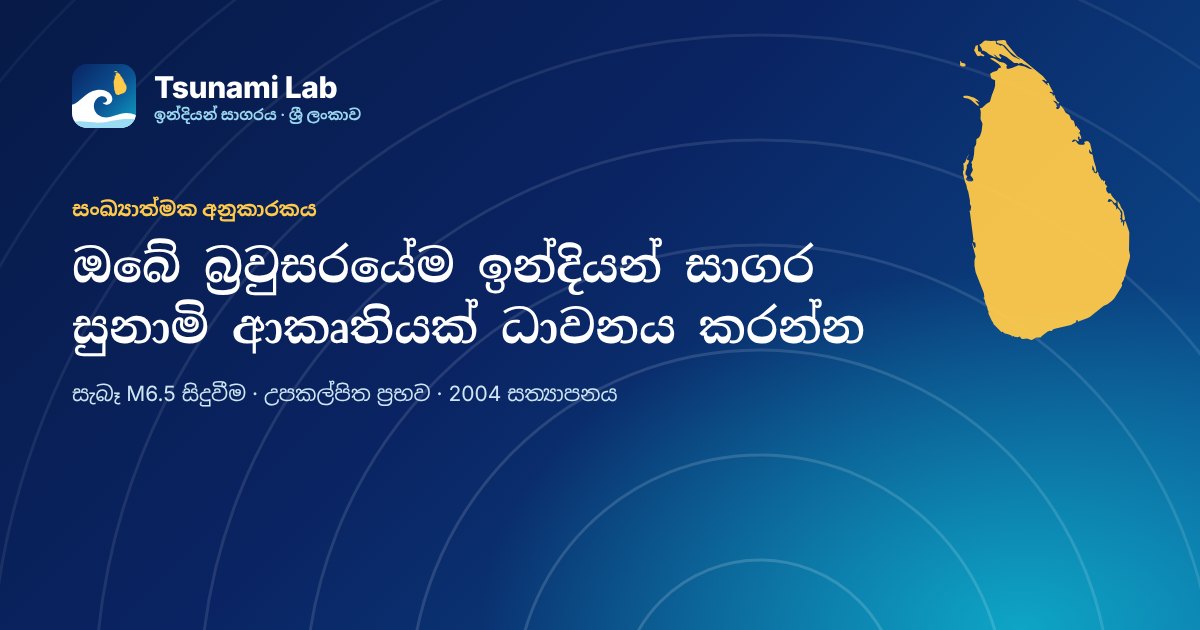 Tsunami Lab
ඉන්දියන් සාගරය · ශ්‍රී ලංකාව
සංඛ්‍යාත්මක අනුකාරකය
ඔබේ බ්‍රවුසරයේම ඉන්දියන් සාගර
සුනාමි ආකෘතියක් ධාවනය කරන්න
සැබෑ M6.5 සිදුවීම · උපකල්පිත ප්‍රභව · 2004 සත්‍යාපනය